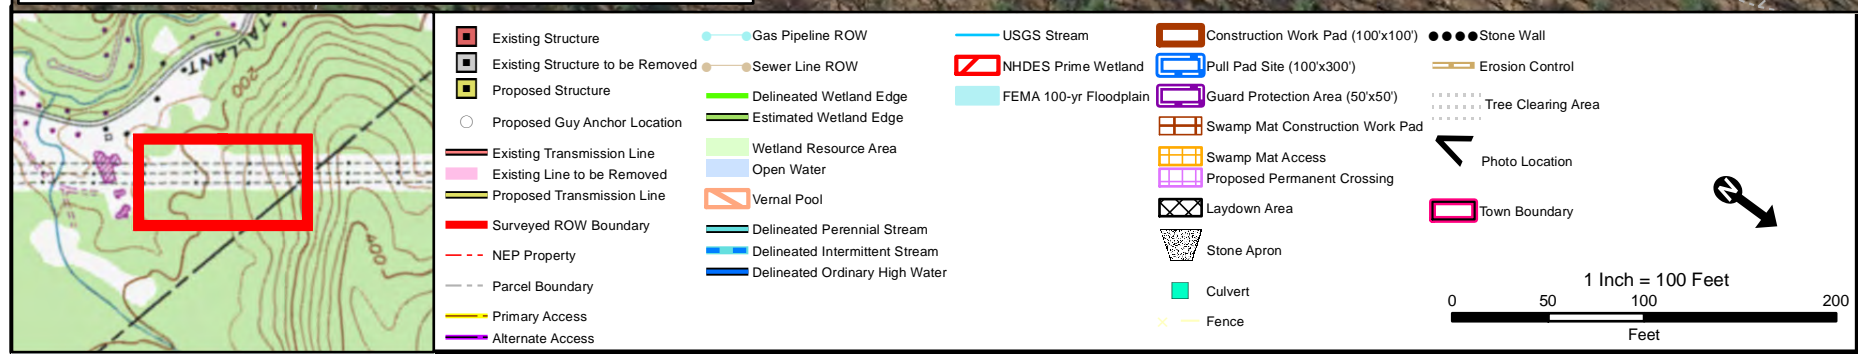 TALLANT
200
400
Existing Structure
Existing Structure to be Removed
Proposed Structure
Proposed Guy Anchor Location
Existing Transmission Line
Existing Line to be Removed
Proposed Transmission Line
Surveyed ROW Boundary
NEP Property
Parcel Boundary
Primary Access
Alternate Access
Gas Pipeline ROW
Sewer Line ROW
Delineated Wetland Edge
Estimated Wetland Edge
Wetland Resource Area
Open Water
Vernal Pool
Delineated Perennial Stream
Delineated Intermittent Stream
Delineated Ordinary High Water
USGS Stream
NHDES Prime Wetland
FEMA 100-yr Floodplain
Construction Work Pad (100'x100')
Pull Pad Site (100'x300')
Guard Protection Area (50'x50')
Swamp Mat Construction Work Pad
Swamp Mat Access
Proposed Permanent Crossing
Laydown Area
Stone Apron
Culvert
Fence
Stone Wall
Erosion Control
Tree Clearing Area
Photo Location
Town Boundary
N
1 Inch = 100 Feet
0 50 100 200
Feet